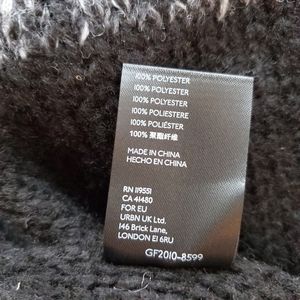 100% POLYESTER
100% POLYESTER
100% POLYESTER
100% POLIESTERE
100% POLIÉSTER
100% 聚酯纤维
MADE IN CHINA
HECHO EN CHINA
RN 119551
CA 41480
FOR EU
URBN UK Ltd.
146 Brick Lane,
LONDON E1 6RU
GF2010-8599